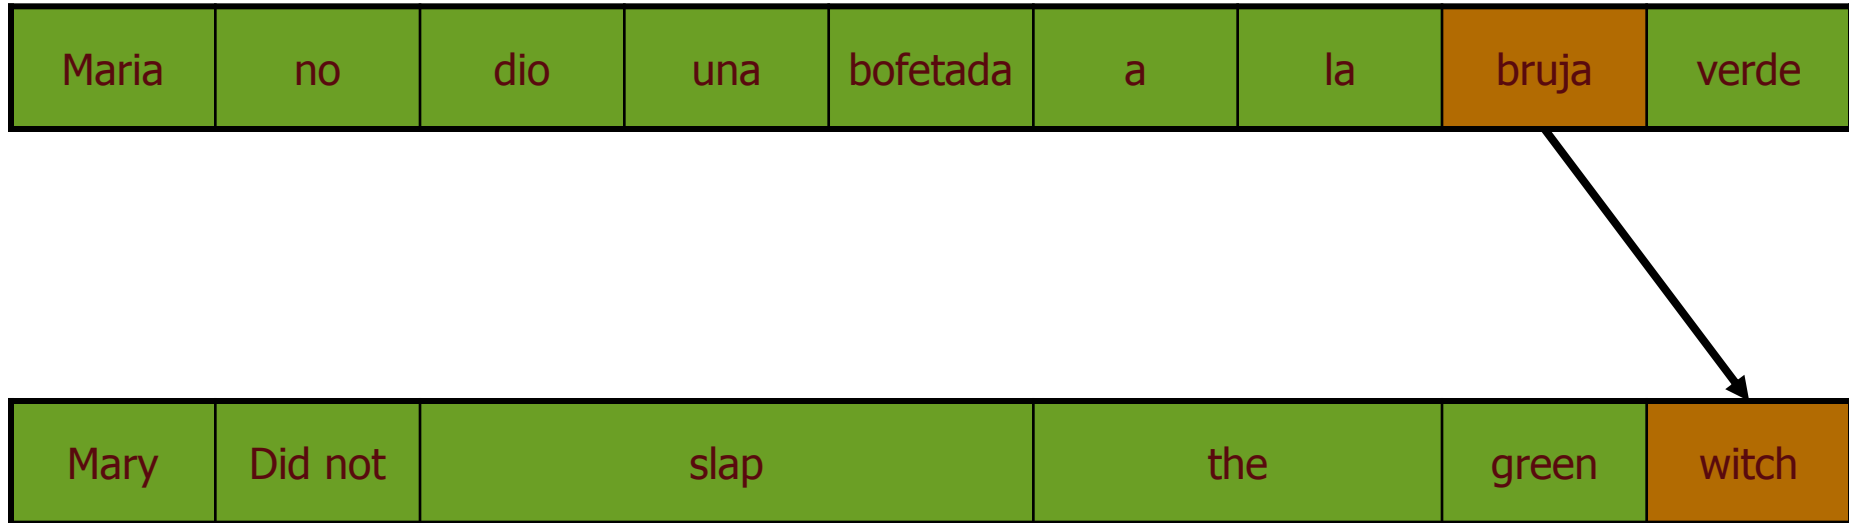 Maria no dio una bofetada a la bruja verde
Mary Did not slap the green witch